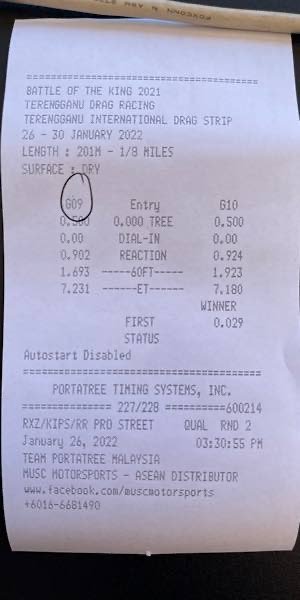 FOXCONN
==========================================
BATTLE OF THE KING 2021
TERENGGANU DRAG RACING
TERENGGANU INTERNATIONAL DRAG STRIP
26 - 30 JANUARY 2022
LENGTH : 201M - 1/8 MILES
SURFACE : DRY
G09 Entry G10
0.500 0.000 TREE 0.500
0.00 DIAL-IN 0.00
0.902 REACTION 0.924
1.693 -----60FT----- 1.923
7.231 ------ET------ 7.180
WINNER
FIRST 0.029
STATUS
Autostart Disabled
==========================================
PORTATREE TIMING SYSTEMS, INC.
=============== 227/228 ==========600214
RXZ/KIPS/RR PRO STREET QUAL RND 2
January 26, 2022 03:30:55 PM
TEAM PORTATREE MALAYSIA
MUSC MOTORSPORTS - ASEAN DISTRIBUTOR
www.facebook.com/muscmotorsports
+6016-6681490